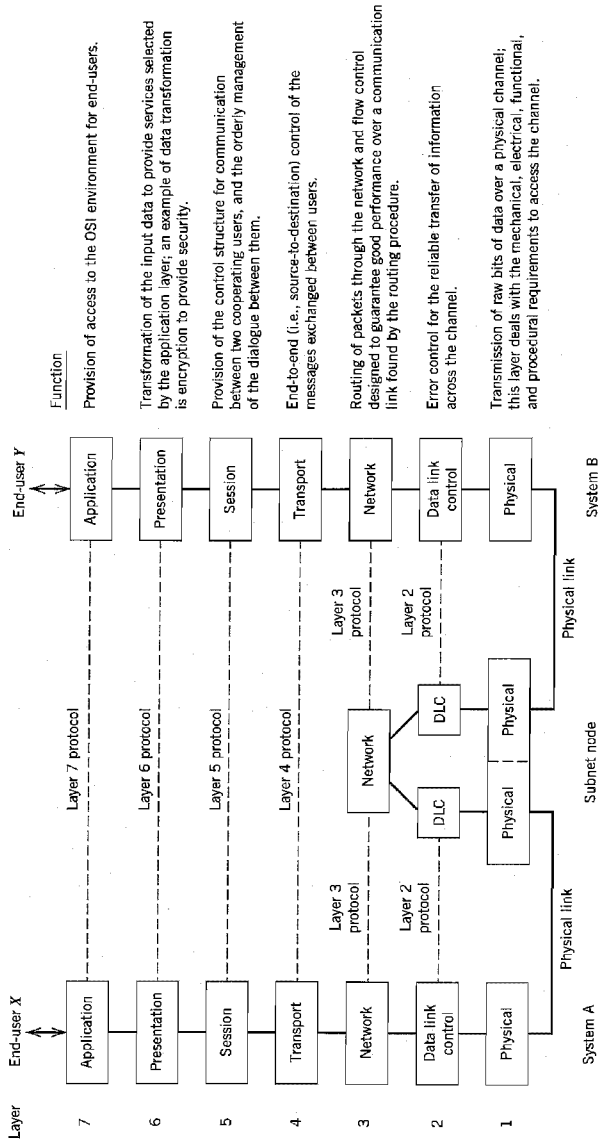 Layer
End-user X
End-user Y
Function
7
Application
Layer 7 protocol
Application
Provision of access to the OSI environment for end-users.
6
Presentation
Layer 6 protocol
Presentation
Transformation of the input data to provide services selected
by the application layer; an example of data transformation
is encryption to provide security.
5
Session
Layer 5 protocol
Session
Provision of the control structure for communication
between two cooperating users, and the orderly management
of the dialogue between them.
4
Transport
Layer 4 protocol
Transport
End-to-end (i.e., source-to-destination) control of the
messages exchanged between users.
3
Network
Layer 3
protocol
Network
Layer 3
protocol
Network
Routing of packets through the network and flow control
designed to guarantee good performance over a communication
link found by the routing procedure.
2
Data link
control
Layer 2
protocol
DLC
DLC
Layer 2
protocol
Data link
control
Error control for the reliable transfer of information
across the channel.
1
Physical
Physical
Physical
Physical
Transmission of raw bits of data over a physical channel;
this layer deals with the mechanical, electrical, functional,
and procedural requirements to access the channel.
Physical link
Physical link
System A
Subnet node
System B